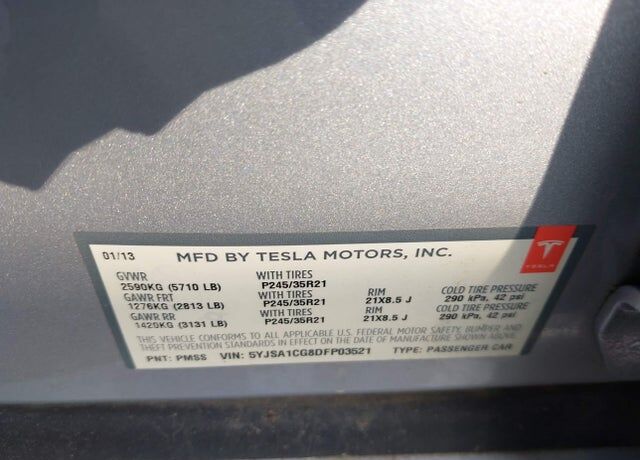 01/13 MFD BY TESLA MOTORS, INC.
TESLA
GVWR WITH TIRES
2590KG (5710 LB) P245/35R21
GAWR FRT WITH TIRES RIM COLD TIRE PRESSURE
1276KG (2813 LB) P245/35R21 21X8.5 J 290 kPa, 42 psi
GAWR RR WITH TIRES RIM COLD TIRE PRESSURE
1420KG (3131 LB) P245/35R21 21X8.5 J 290 kPa, 42 psi
THIS VEHICLE CONFORMS TO ALL APPLICABLE U.S. FEDERAL MOTOR SAFETY, BUMPER AND
THEFT PREVENTION STANDARDS IN EFFECT ON THE DATE OF MANUFACTURE SHOWN ABOVE.
PNT: PMSS VIN: 5YJSA1CG8DFP03521 TYPE: PASSENGER CAR